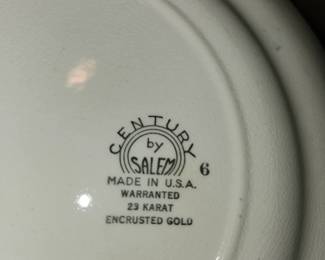 CENTURY
by
SALEM 6
MADE IN U.S.A.
WARRANTED
23 KARAT
ENCRUSTED GOLD